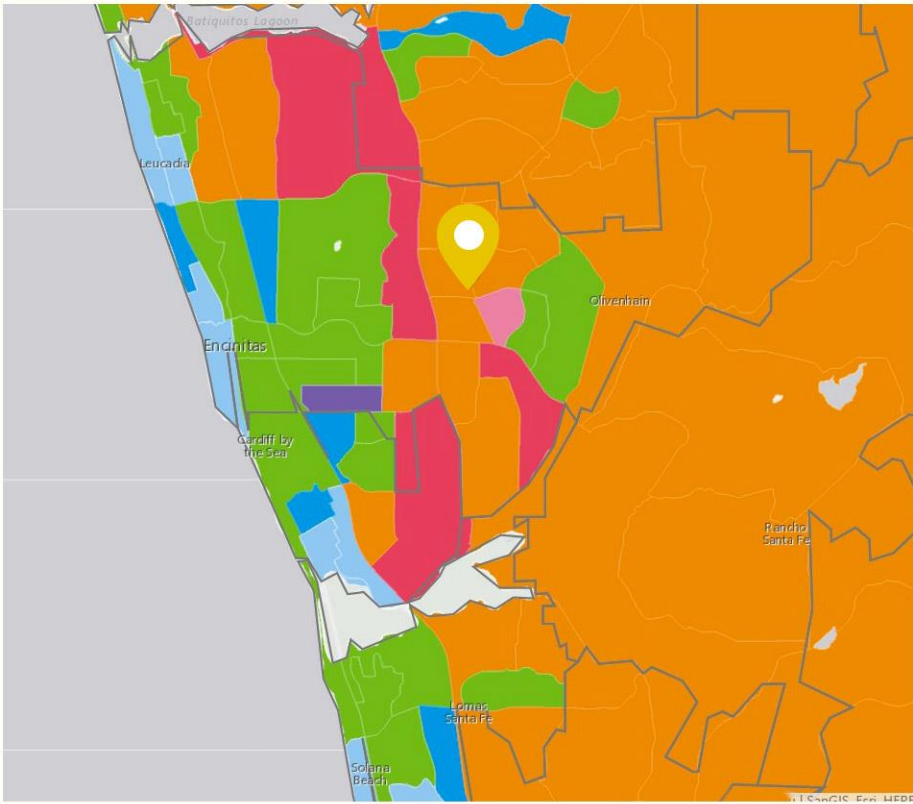 Batiquitos Lagoon
Leucadia
Olivenhain
Encinitas
Cardiff by
the Sea
Rancho
Santa Fe
Lomas
Santa Fe
Solana
Beach
| SanGIS, Esri, HERE